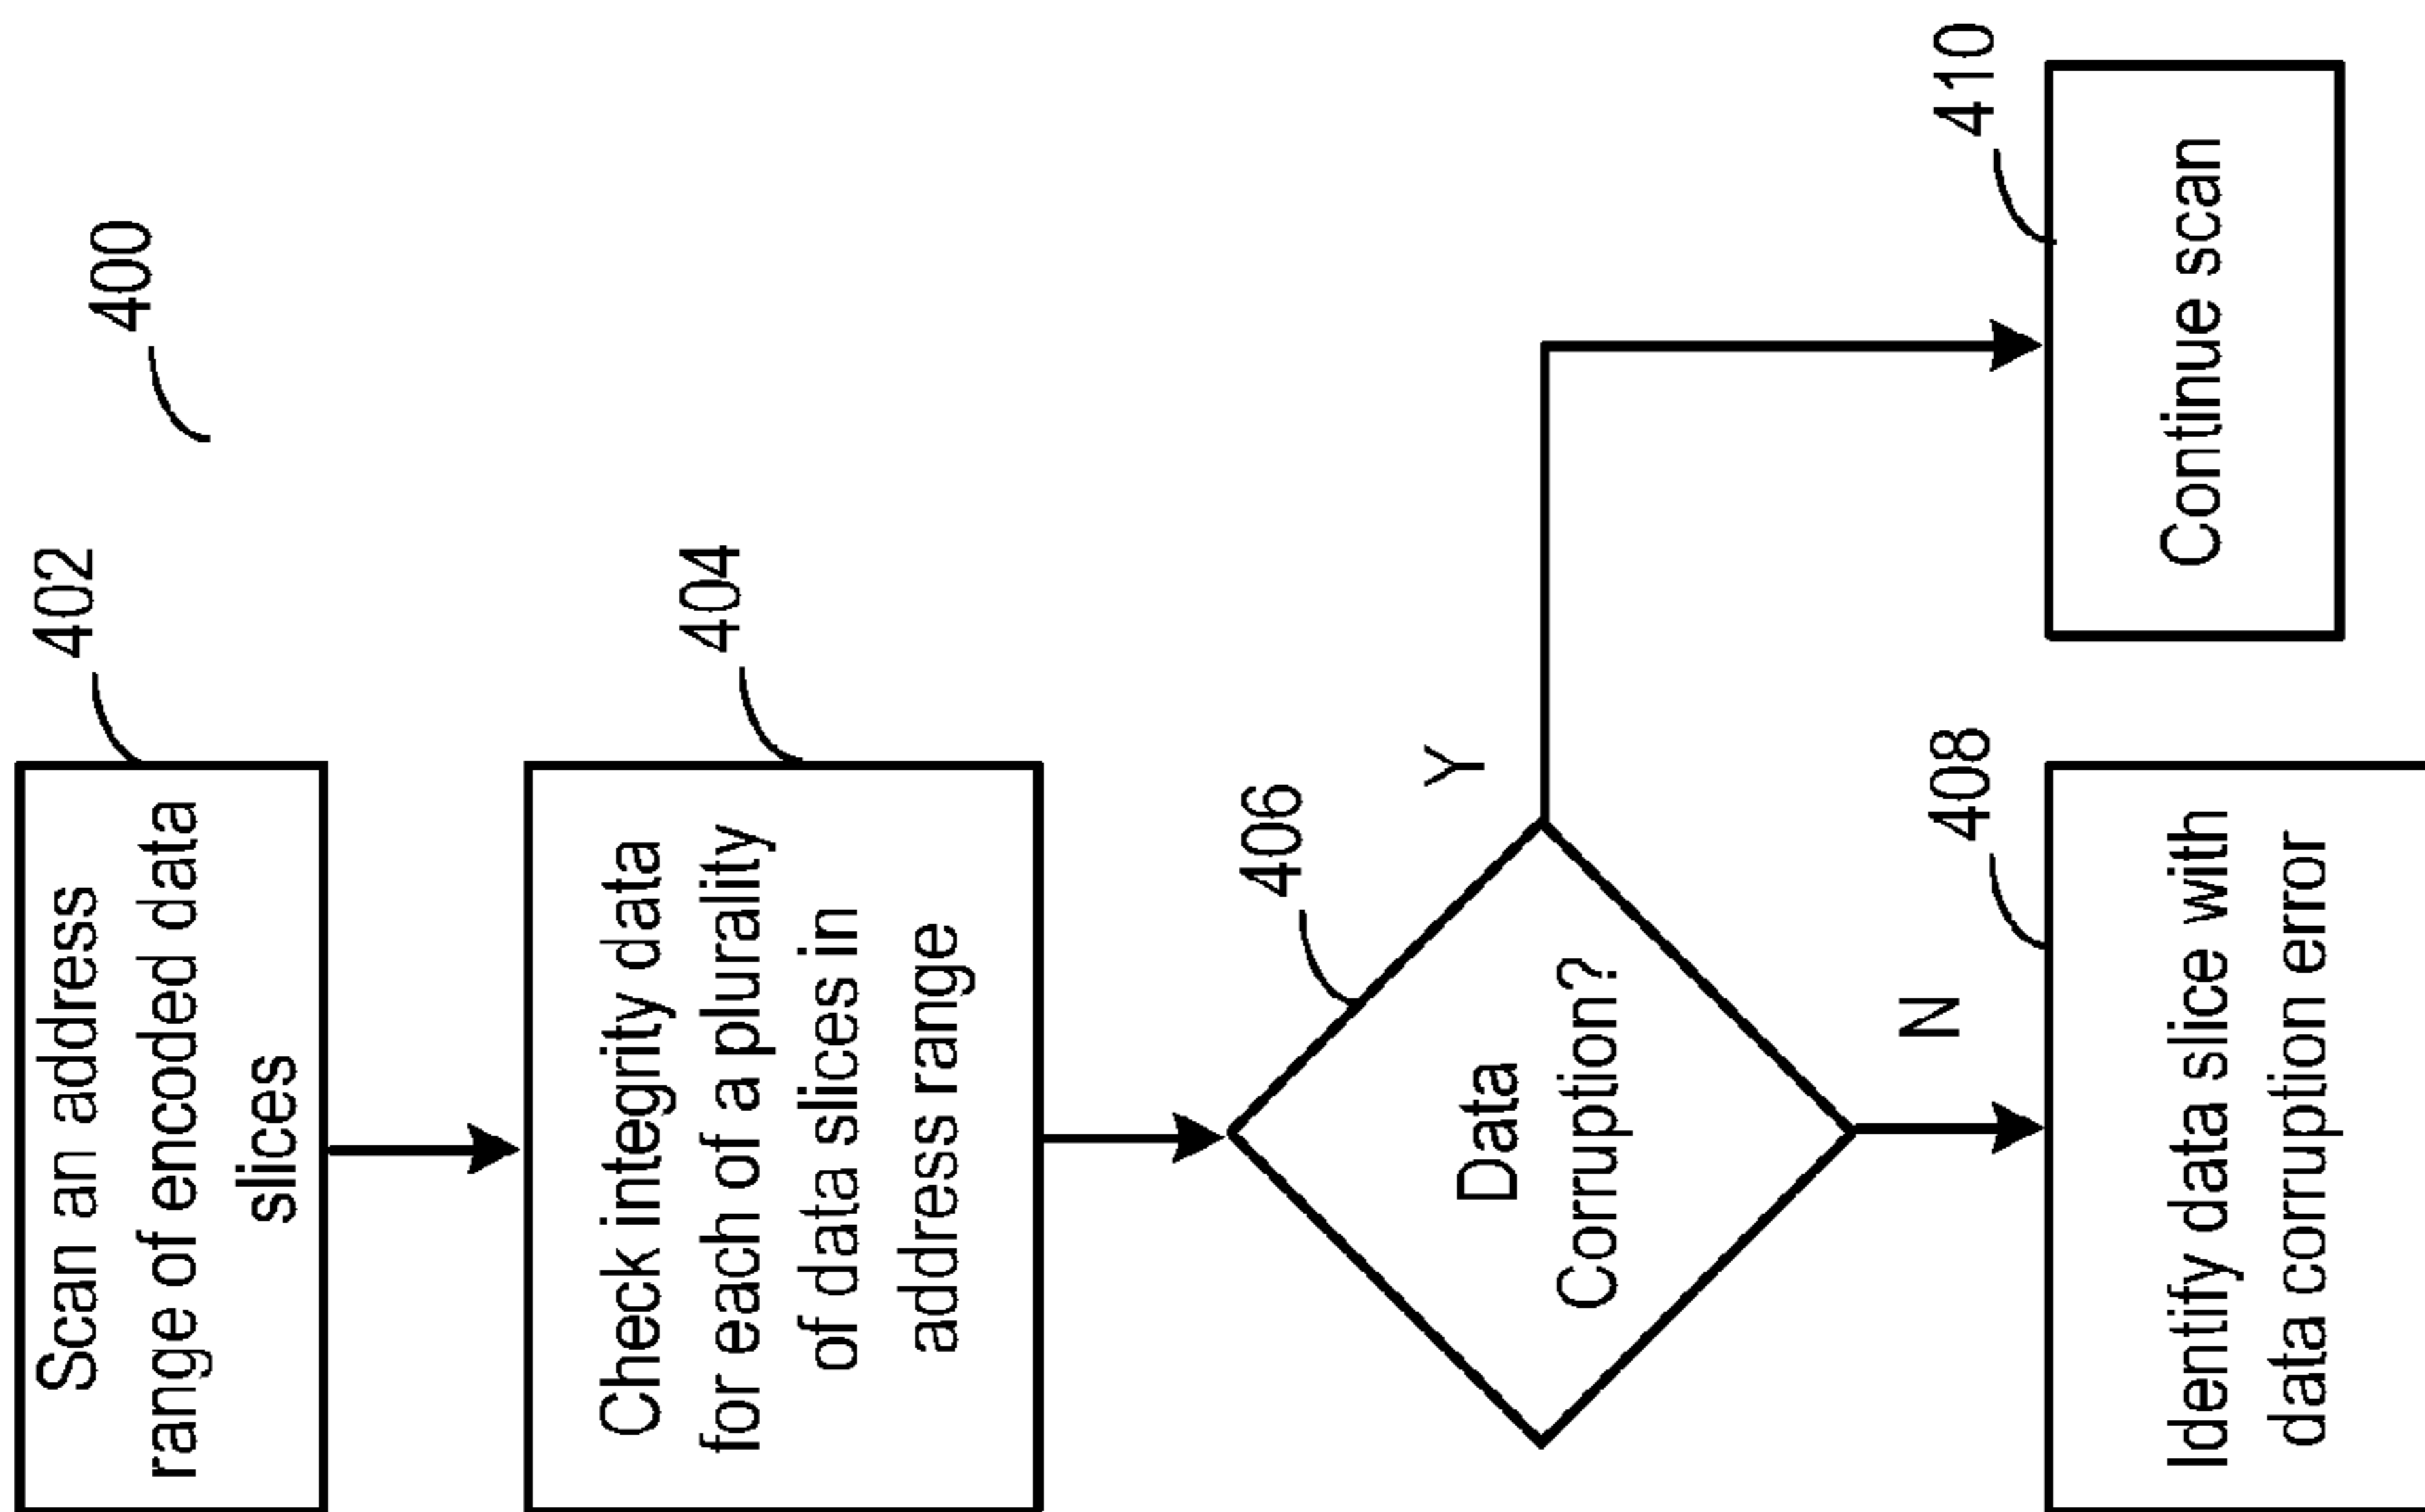 400
402
Scan an address
range of encoded data
slices
404
Check integrity data
for each of a plurality
of data slices in
address range
406
Data
Corruption?
Y
N
408
Identify data slice with
data corruption error
410
Continue scan